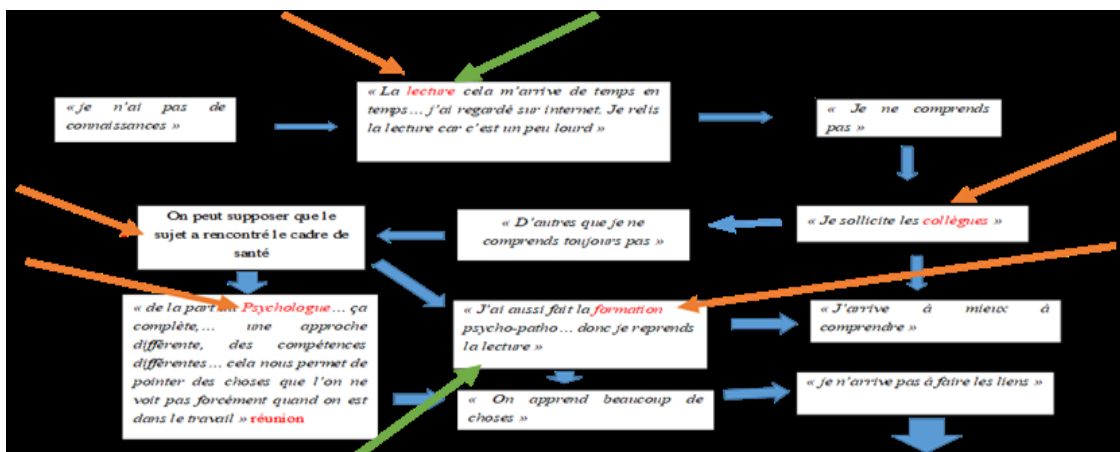 « je n'ai pas de
connaissances »
« La lecture cela m'arrive de temps en
temps… j'ai regardé sur internet. Je relis
la lecture car c'est un peu lourd »
« Je ne comprends
pas »
On peut supposer que le
sujet a rencontré le cadre de
santé
« D'autres que je ne
comprends toujours pas »
« Je sollicite les collègues »
« de la part Psychologue… ça
complète,… une approche
différente, des compétences
différentes… cela nous permet de
pointer des choses que l'on ne
voit pas forcément quand on est
dans le travail » réunion
« J'ai aussi fait la formation
psycho-patho… donc je reprends
la lecture »
« J'arrive à mieux à
comprendre »
« On apprend beaucoup de
choses »
« je n'arrive pas à faire les liens »